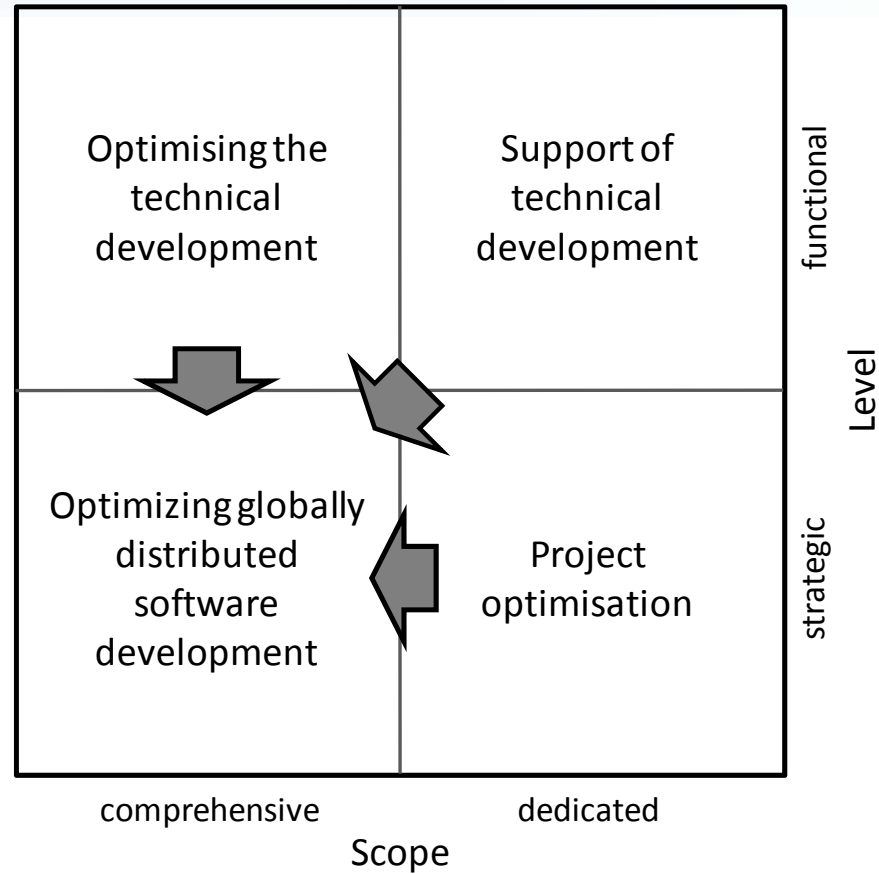 Optimising the
technical
development
Support of
technical
development
functional
Level
Optimizing globally
distributed
software
development
Project
optimisation
strategic
comprehensive
dedicated
Scope